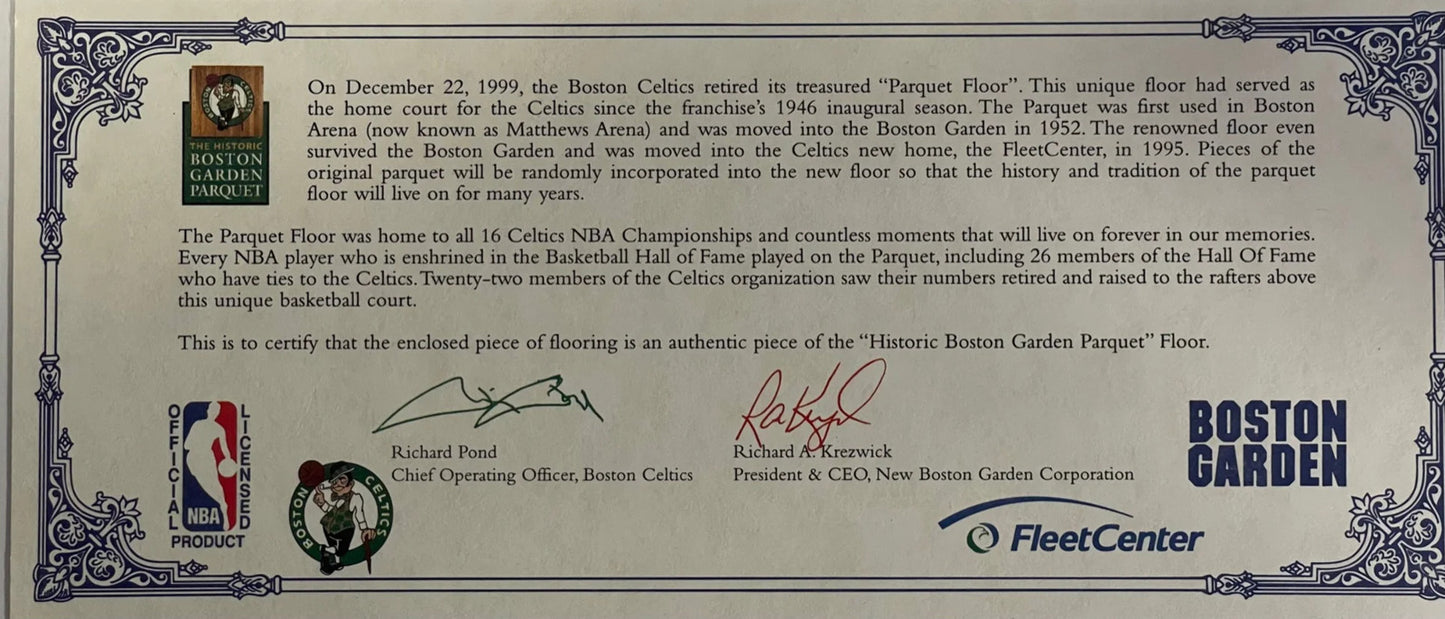 On December 22, 1999, the Boston Celtics retired its treasured “Parquet Floor”. This unique floor had served as
the home court for the Celtics since the franchise’s 1946 inaugural season. The Parquet was first used in Boston
Arena (now known as Matthews Arena) and was moved into the Boston Garden in 1952. The renowned floor even
survived the Boston Garden and was moved into the Celtics new home, the FleetCenter, in 1995. Pieces of the
original parquet will be randomly incorporated into the new floor so that the history and tradition of the parquet
floor will live on for many years.
BOSTON CELTICS
THE HISTORIC
BOSTON
GARDEN
PARQUET
The Parquet Floor was home to all 16 Celtics NBA Championships and countless moments that will live on forever in our memories.
Every NBA player who is enshrined in the Basketball Hall of Fame played on the Parquet, including 26 members of the Hall Of Fame
who have ties to the Celtics. Twenty-two members of the Celtics organization saw their numbers retired and raised to the rafters above
this unique basketball court.
This is to certify that the enclosed piece of flooring is an authentic piece of the “Historic Boston Garden Parquet” Floor.
OFFICIAL
LICENSED
NBA
PRODUCT
BOSTON CELTICS
Richard Pond
Chief Operating Officer, Boston Celtics
Richard A. Krezwick
President & CEO, New Boston Garden Corporation
FleetCenter
BOSTON
GARDEN